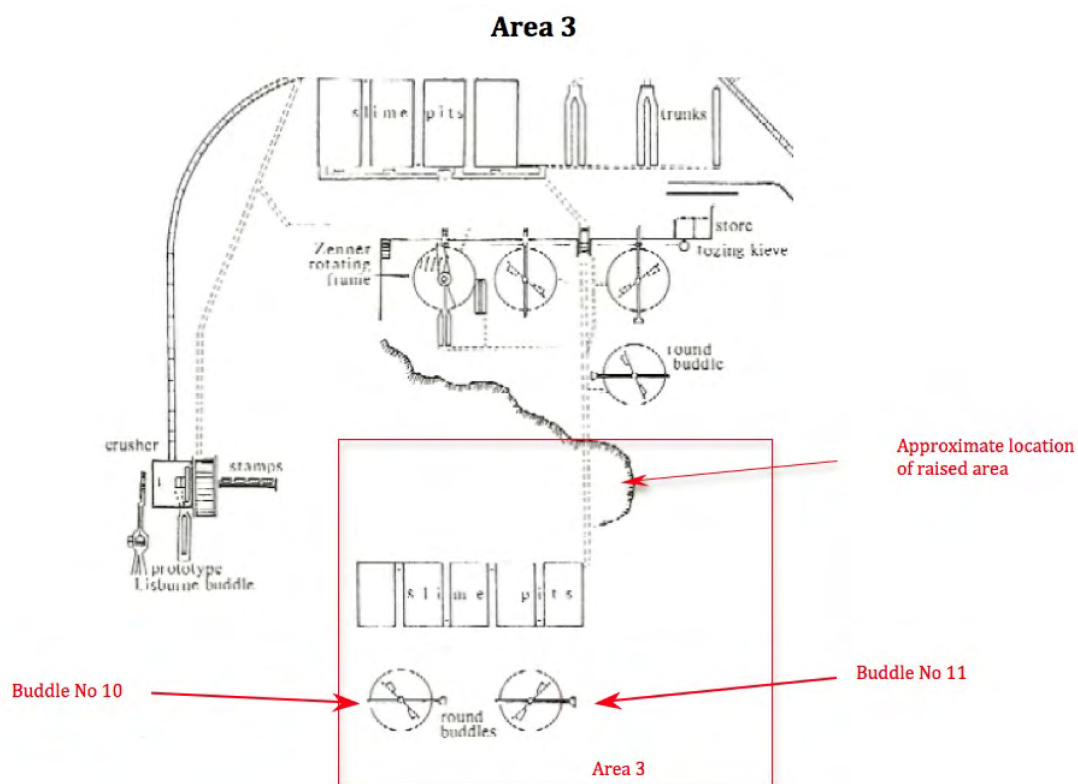 Area 3
slime pits
trunks
store
tozing kieve
Zenner
rotating
frame
round
buddle
crusher
stamps
Approximate location
of raised area
prototype
Lisburne buddle
slime pits
Buddle No 10
Buddle No 11
round
buddles
Area 3